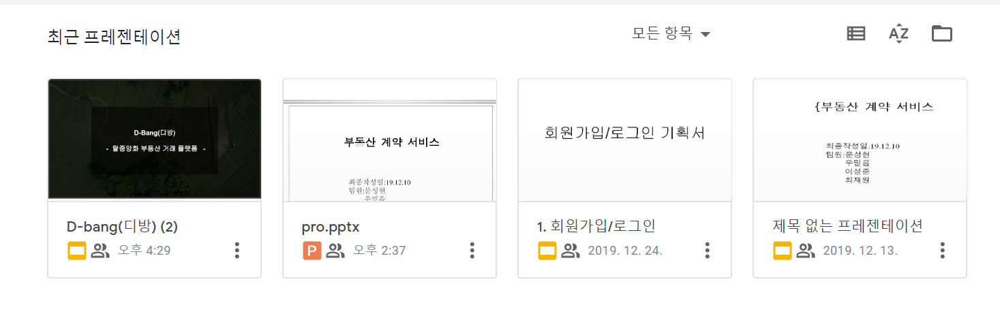 최근 프레젠테이션
모든 항목
AZ
D-Bang(디방)
- 탈중앙화 부동산 거래 플랫폼 -
D-bang(디방) (2)
오후 4:29
부동산 계약 서비스
최종작성일:19.12.10
팀원:문성현
우믿음
pro.pptx
P
오후 2:37
회원가입/로그인 기획서
1. 회원가입/로그인
2019. 12. 24.
{부동산 계약 서비스
최종작성일:19.12.10
팀원:문성현
우믿음
이성준
최재원
제목 없는 프레젠테이션
2019. 12. 13.